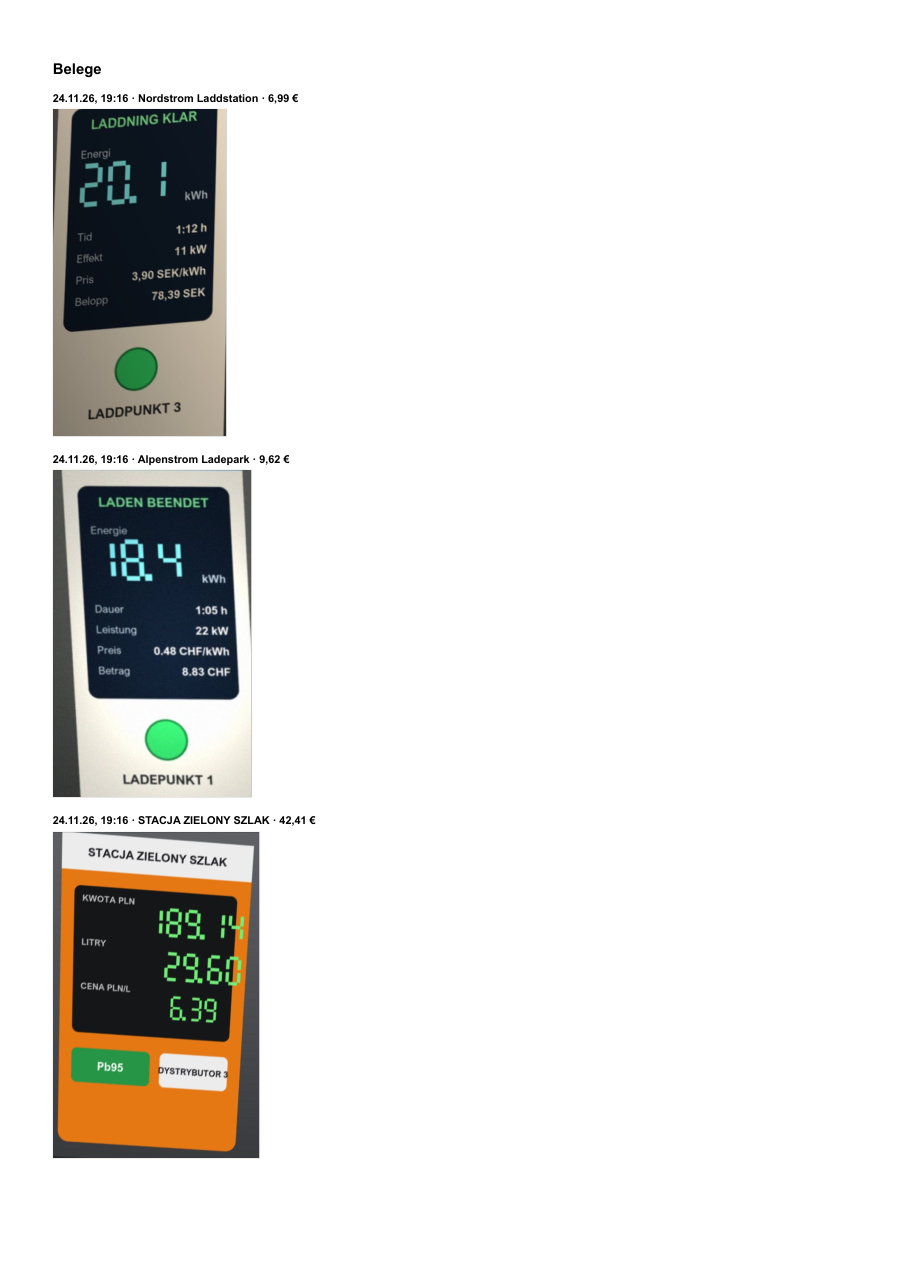 Belege
24.11.26, 19:16 · Nordstrom Laddstation · 6,99 €
LADDNING KLAR
Energi
20.1 kWh
Tid 1:12 h
Effekt 11 kW
Pris 3,90 SEK/kWh
Belopp 78,39 SEK
LADDPUNKT 3
24.11.26, 19:16 · Alpenstrom Ladepark · 9,62 €
LADEN BEENDET
Energie
18.4 kWh
Dauer 1:05 h
Leistung 22 kW
Preis 0.48 CHF/kWh
Betrag 8.83 CHF
LADEPUNKT 1
24.11.26, 19:16 · STACJA ZIELONY SZLAK · 42,41 €
STACJA ZIELONY SZLAK
KWOTA PLN
189.14
LITRY
29.60
CENA PLN/L
6.39
Pb95 DYSTRYBUTOR 3